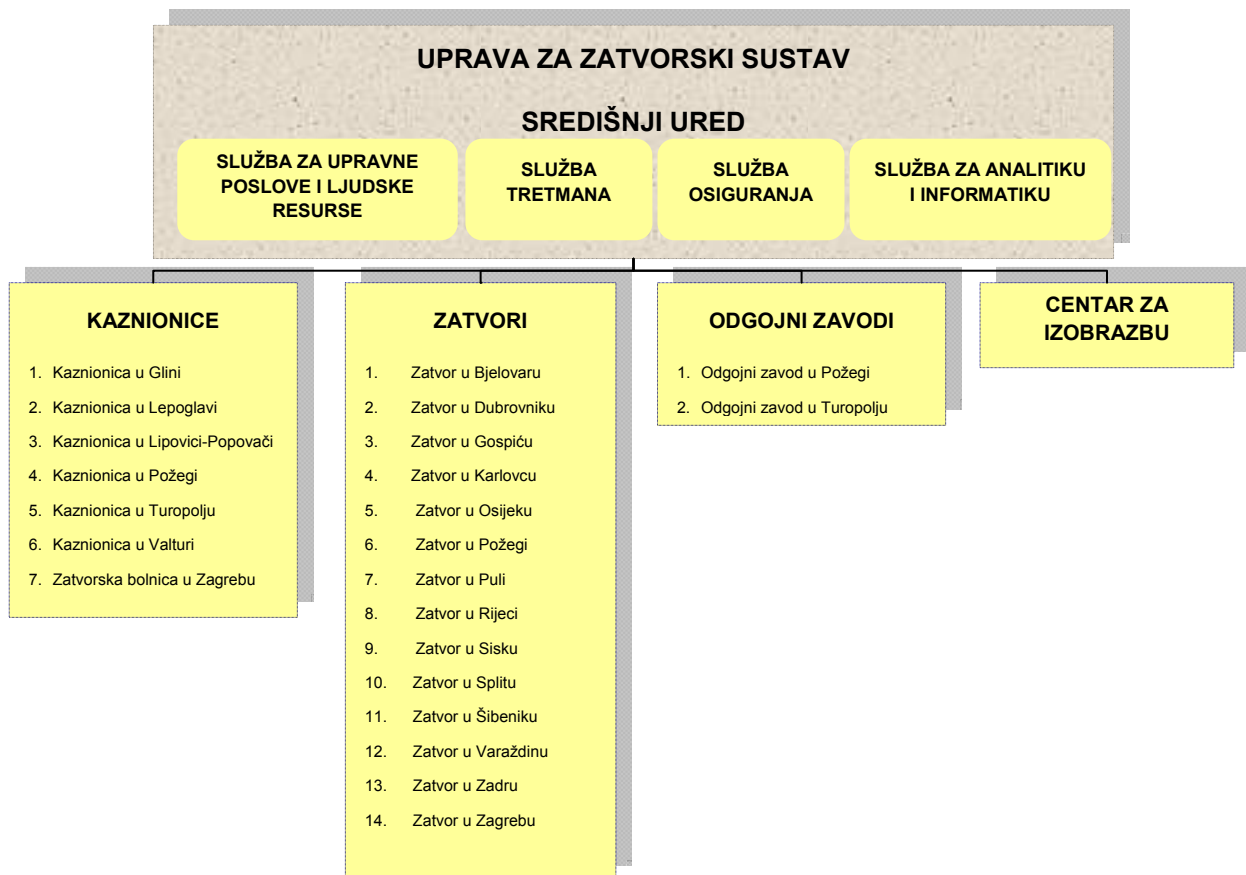 UPRAVA ZA ZATVORSKI SUSTAV
SREDIŠNJI URED
SLUŽBA ZA UPRAVNE
POSLOVE I LJUDSKE
RESURSE
SLUŽBA
TRETMANA
SLUŽBA
OSIGURANJA
SLUŽBA ZA ANALITIKU
I INFORMATIKU
KAZNIONICE
1. Kaznionica u Glini
2. Kaznionica u Lepoglavi
3. Kaznionica u Lipovici-Popovači
4. Kaznionica u Požegi
5. Kaznionica u Turopolju
6. Kaznionica u Valturi
7. Zatvorska bolnica u Zagrebu
ZATVORI
1. Zatvor u Bjelovaru
2. Zatvor u Dubrovniku
3. Zatvor u Gospiću
4. Zatvor u Karlovcu
5. Zatvor u Osijeku
6. Zatvor u Požegi
7. Zatvor u Puli
8. Zatvor u Rijeci
9. Zatvor u Sisku
10. Zatvor u Splitu
11. Zatvor u Šibeniku
12. Zatvor u Varaždinu
13. Zatvor u Zadru
14. Zatvor u Zagrebu
ODGOJNI ZAVODI
1. Odgojni zavod u Požegi
2. Odgojni zavod u Turopolju
CENTAR ZA
IZOBRAZBU